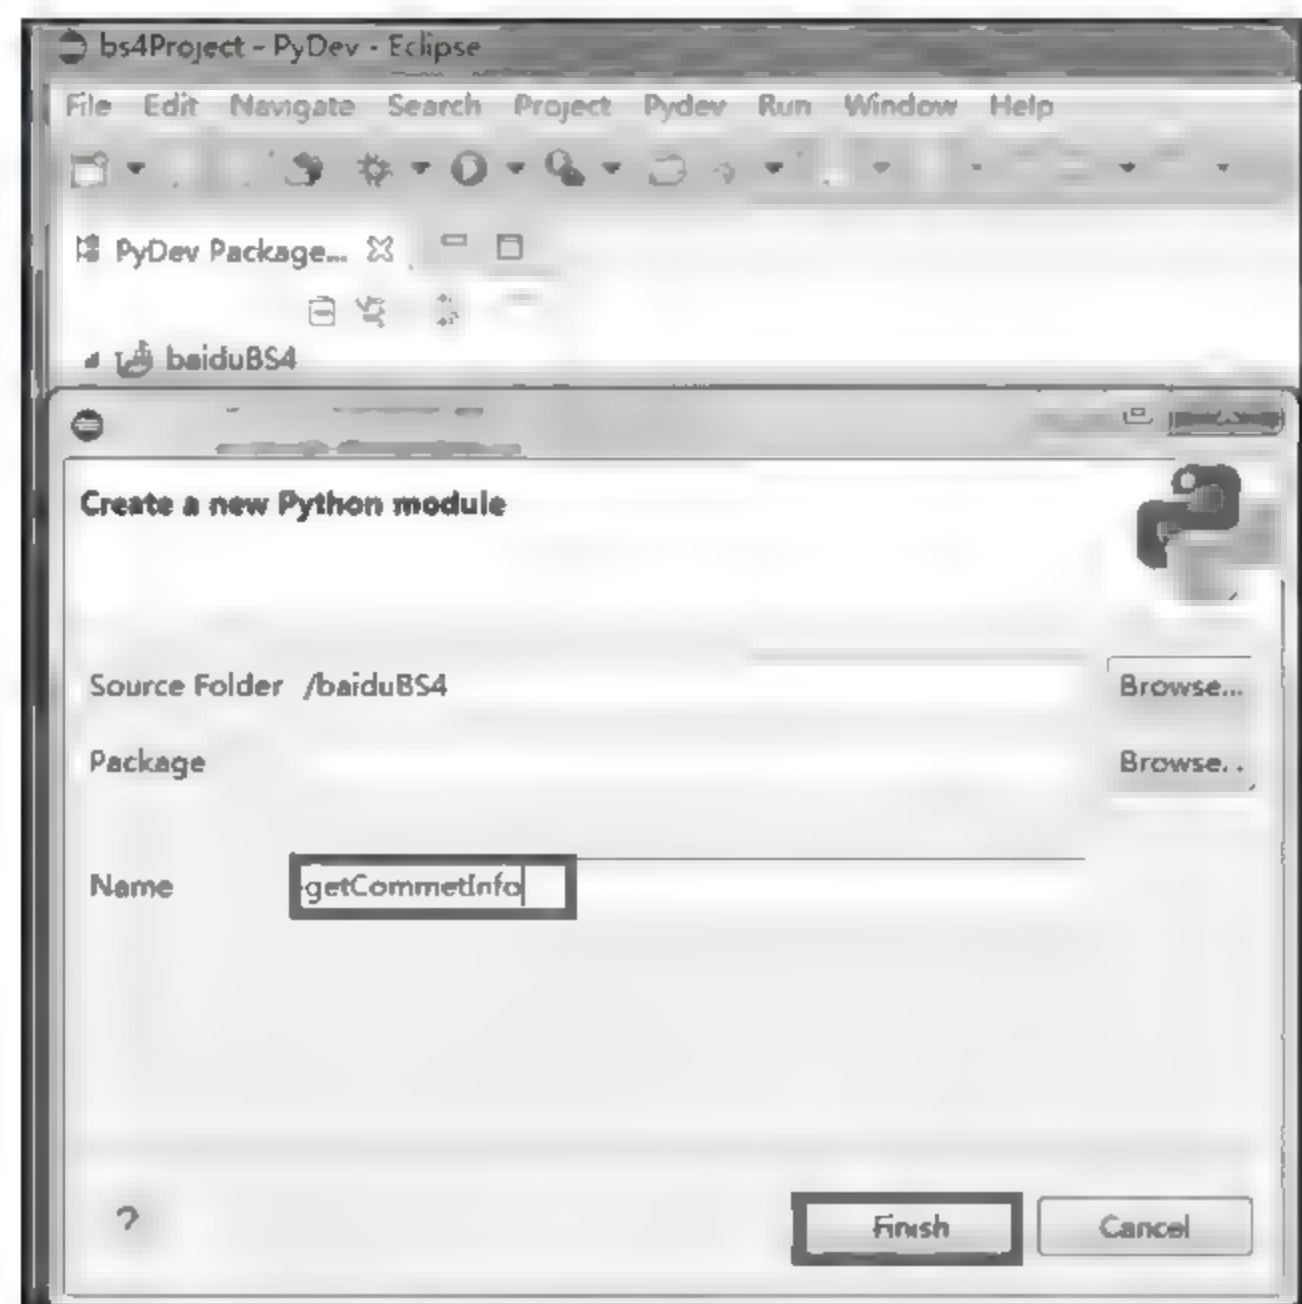 bs4Project - PyDev - Eclipse
File Edit Navigate Search Project Pydev Run Window Help
PyDev Package...
baiduBS4
Create a new Python module
Source Folder /baiduBS4 Browse...
Package Browse...
Name getCommetInfo
? Finish Cancel